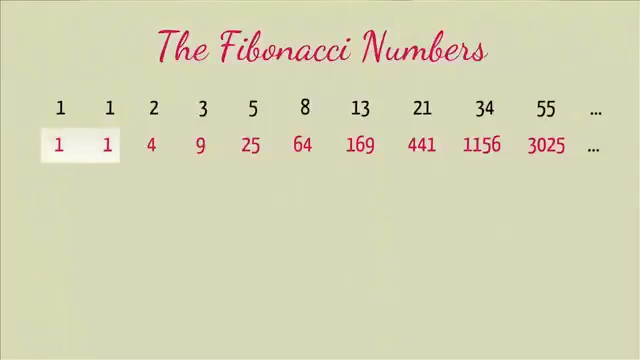 The Fibonacci Numbers
1 1 2 3 5 8 13 21 34 55 ...
1 1 4 9 25 64 169 441 1156 3025 ...